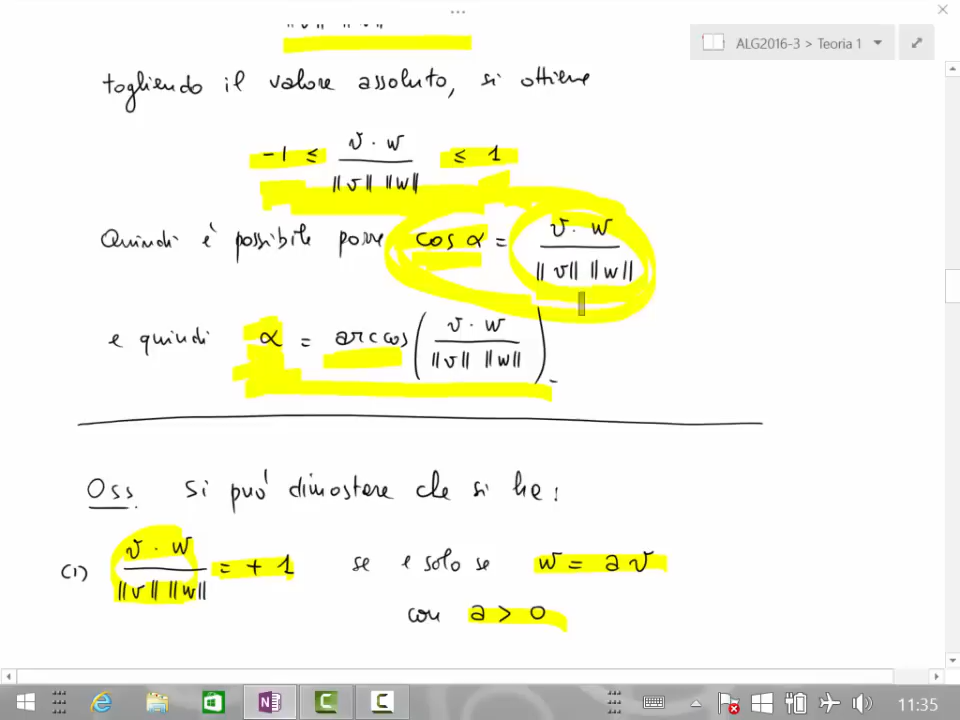 ALG2016-3 > Teoria 1
togliendo il valore assoluto, si ottiene
-1 ≤ v · w / ||v|| ||w|| ≤ 1
Quindi è possibile porre cos α = v · w / ||v|| ||w||
e quindi α = arccos ( v · w / ||v|| ||w|| ).
Oss. Si può dimostrare che si ha:
(1) v · w / ||v|| ||w|| = + 1 se e solo se w = a v
con a > 0
11:35